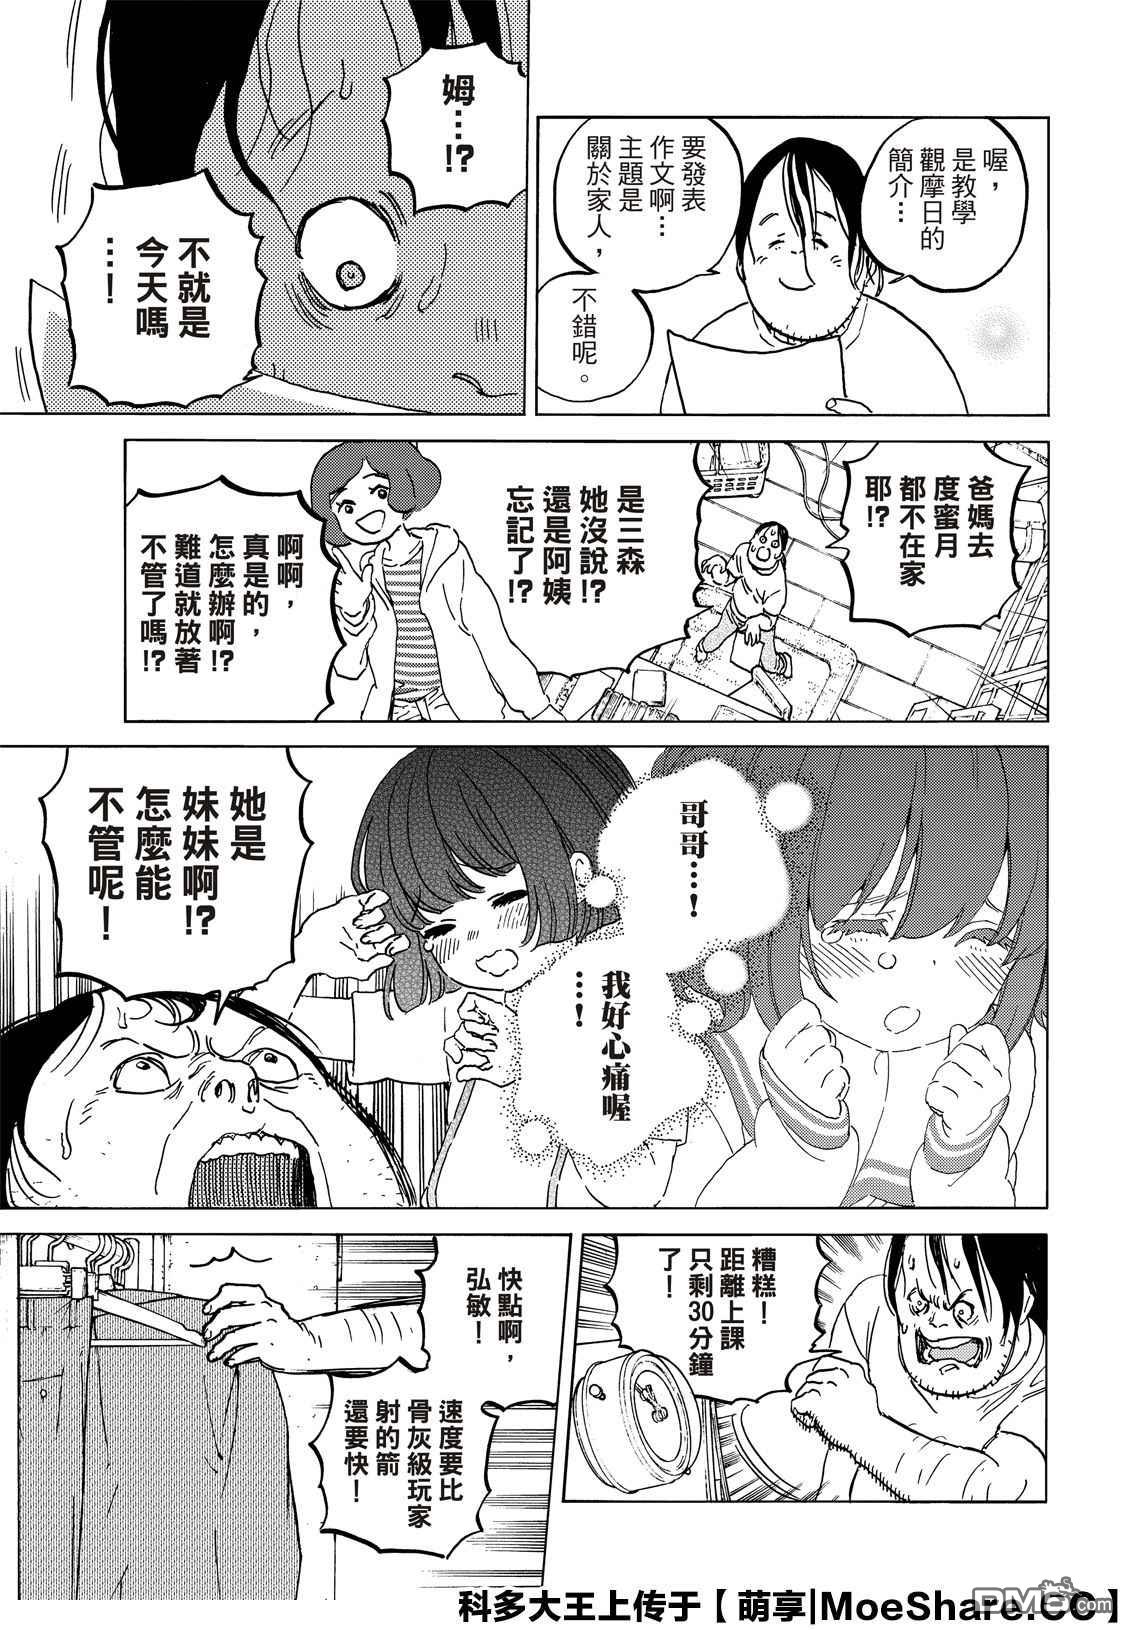 喔，
是教學
觀摩日的
簡介…
要發表
作文啊…
主題是
關於家人，
不錯呢。
姆…!?
不就是
今天嗎
…！
爸媽去
度蜜月
都不在家
耶!?
是三森
她沒說!?
還是阿姨
忘記了!?
啊啊，
真是的，
怎麼辦啊!?
難道就放著
不管了嗎!?
哥哥…！
我好心痛喔
…！
她是
妹妹啊!?
怎麼能
不管呢！
糟糕！
距離上課
只剩30分鐘
了！
快點啊，
弘敏！
速度要比
骨灰級玩家
射的箭
還要快！
科多大王上传于【萌享|MoeShare.CC】